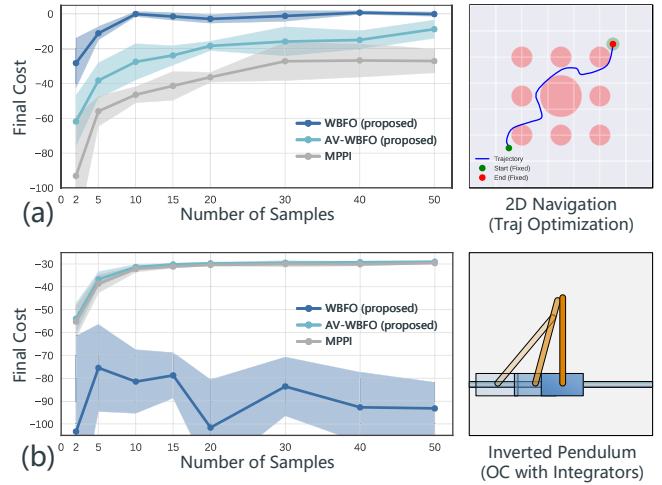 Final Cost
0
−20
−40
−60
−80
−100
0 2 5 10 15 20 30 40 50
Number of Samples
WBFO (proposed)
AV-WBFO (proposed)
MPPI
(a)
Trajectory
Start (Fixed)
End (Fixed)
2D Navigation
(Traj Optimization)
Final Cost
−30
−40
−50
−60
−70
−80
−90
−100
0 2 5 10 15 20 30 40 50
Number of Samples
WBFO (proposed)
AV-WBFO (proposed)
MPPI
(b)
Inverted Pendulum
(OC with Integrators)